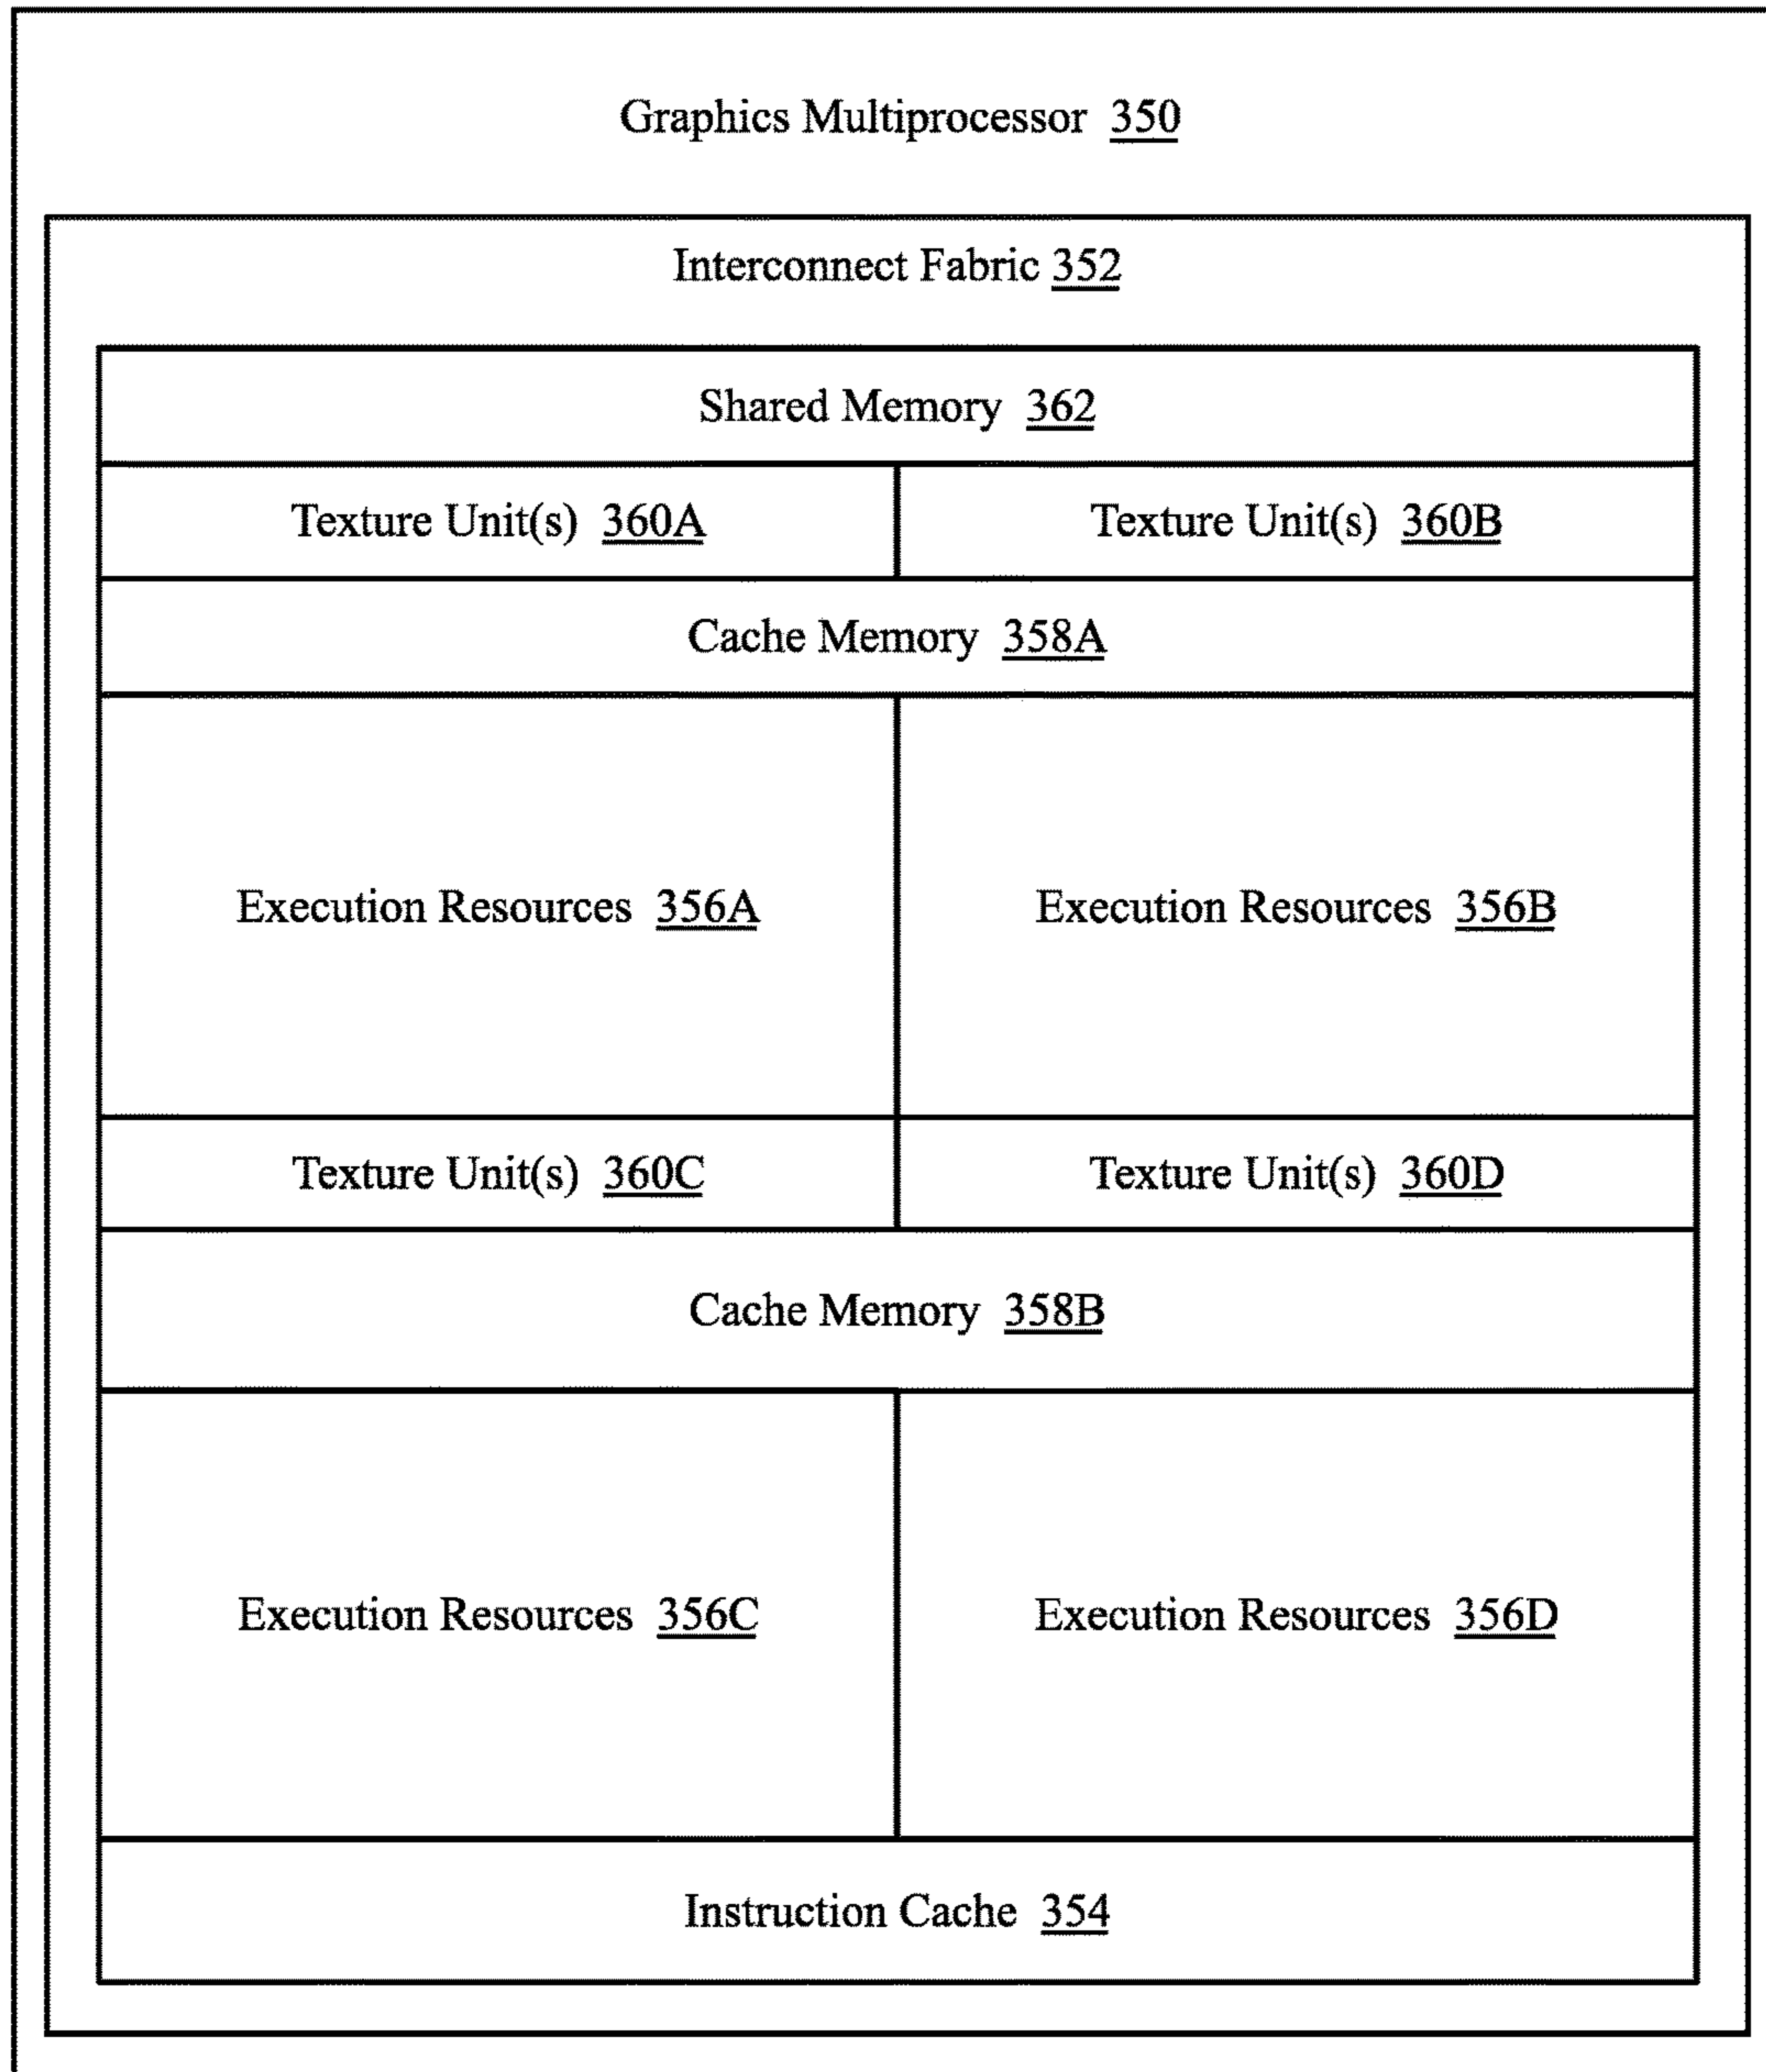 Graphics Multiprocessor 350
Interconnect Fabric 352
Shared Memory 362
Texture Unit(s) 360A
Texture Unit(s) 360B
Cache Memory 358A
Execution Resources 356A
Execution Resources 356B
Texture Unit(s) 360C
Texture Unit(s) 360D
Cache Memory 358B
Execution Resources 356C
Execution Resources 356D
Instruction Cache 354